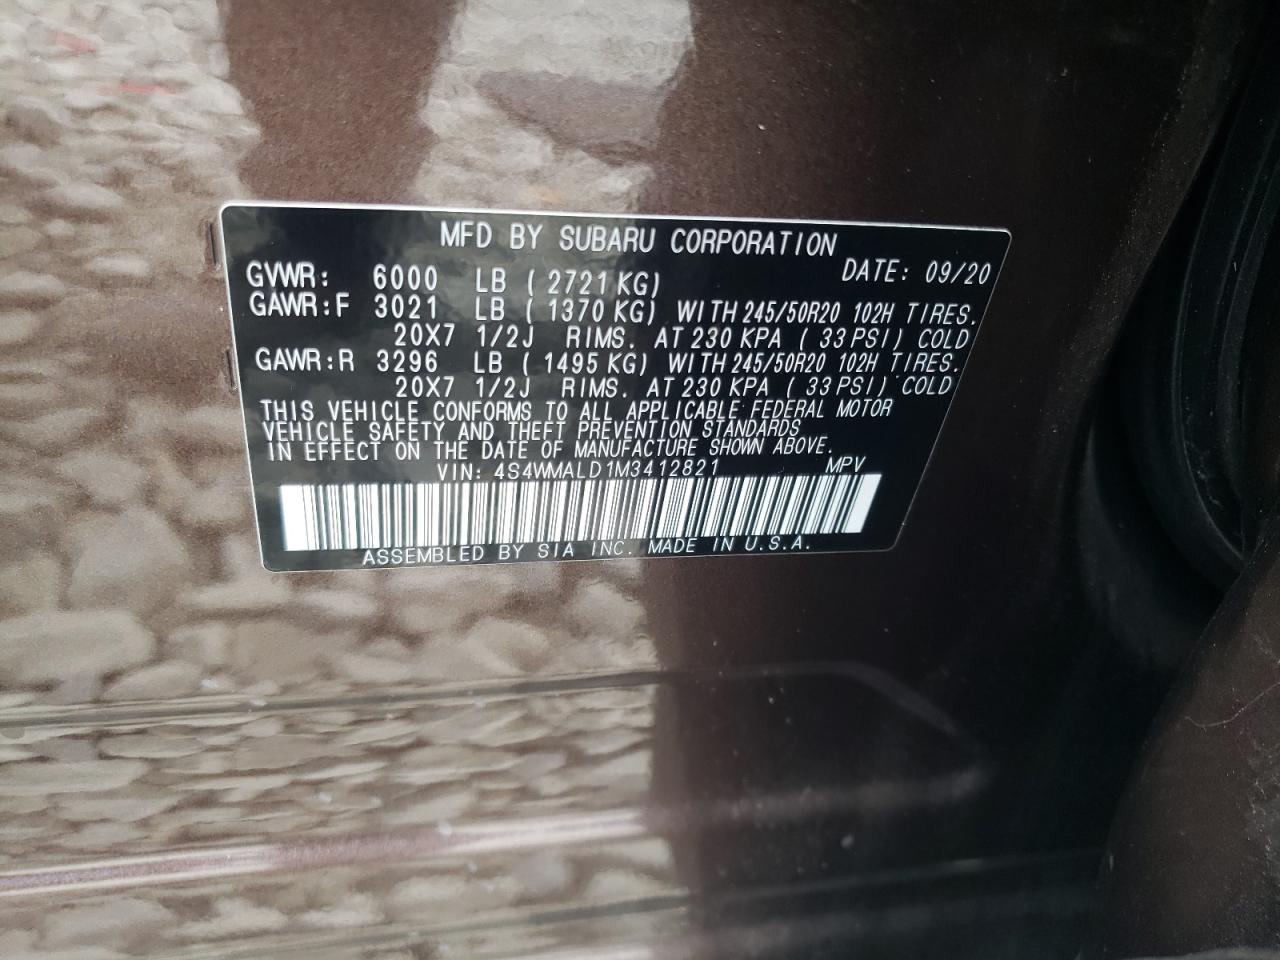 MFD BY SUBARU CORPORATION
DATE: 09/20
GVWR: 6000 LB ( 2721 KG)
GAWR:F 3021 LB ( 1370 KG) WITH 245/50R20 102H TIRES.
20X7 1/2J RIMS. AT 230 KPA ( 33 PSI) COLD
GAWR:R 3296 LB ( 1495 KG) WITH 245/50R20 102H TIRES.
20X7 1/2J RIMS. AT 230 KPA ( 33 PSI) COLD
THIS VEHICLE CONFORMS TO ALL APPLICABLE FEDERAL MOTOR
VEHICLE SAFETY AND THEFT PREVENTION STANDARDS
IN EFFECT ON THE DATE OF MANUFACTURE SHOWN ABOVE.
VIN: 4S4WMALD1M3412821 MPV
ASSEMBLED BY SIA INC. MADE IN U.S.A.